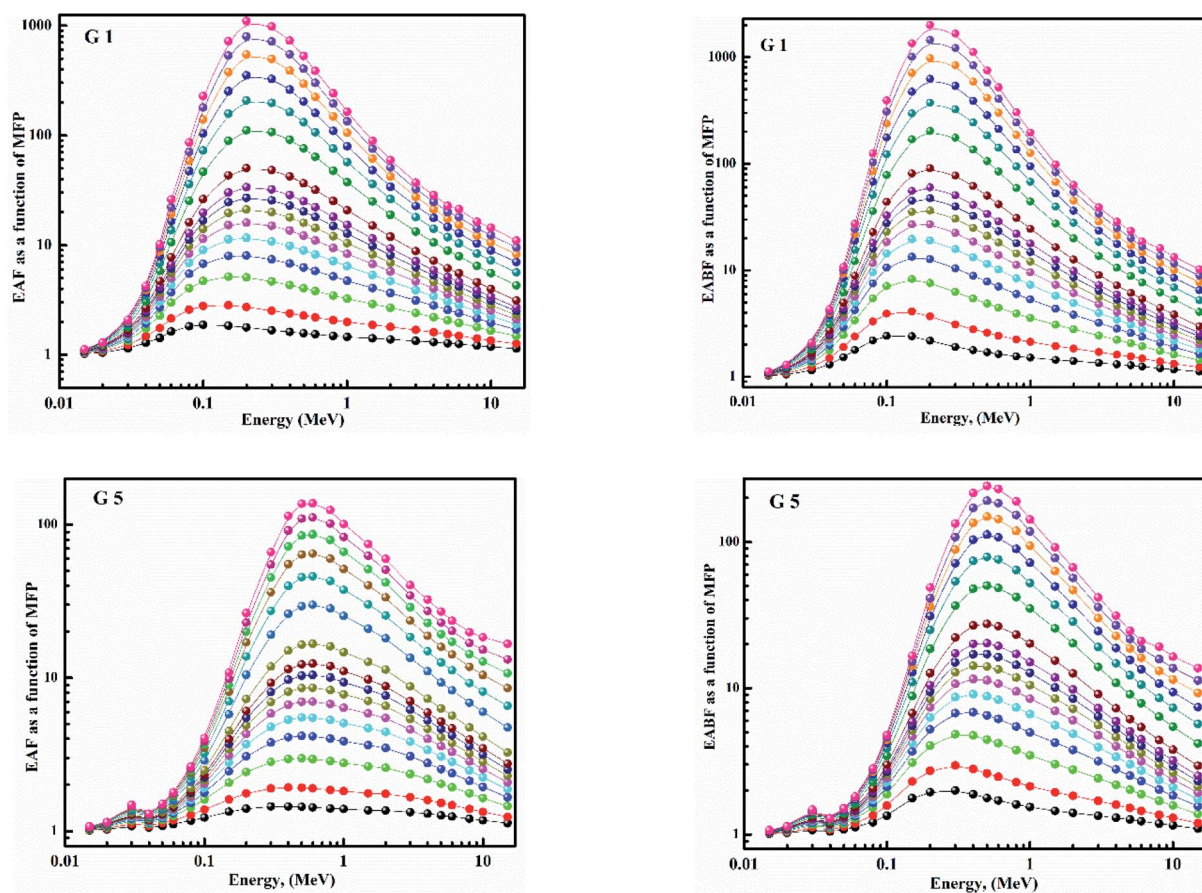 G 1
EAF as a function of MFP
1000
100
10
1
0.01
0.1
1
10
Energy (MeV)
G 1
EABF as a function of MFP
1000
100
10
1
0.01
0.1
1
10
Energy, (MeV)
G 5
EAF as a function of MFP
100
10
1
0.01
0.1
1
10
Energy, (MeV)
G 5
EABF as a function of MFP
100
10
1
0.01
0.1
1
10
Energy, (MeV)